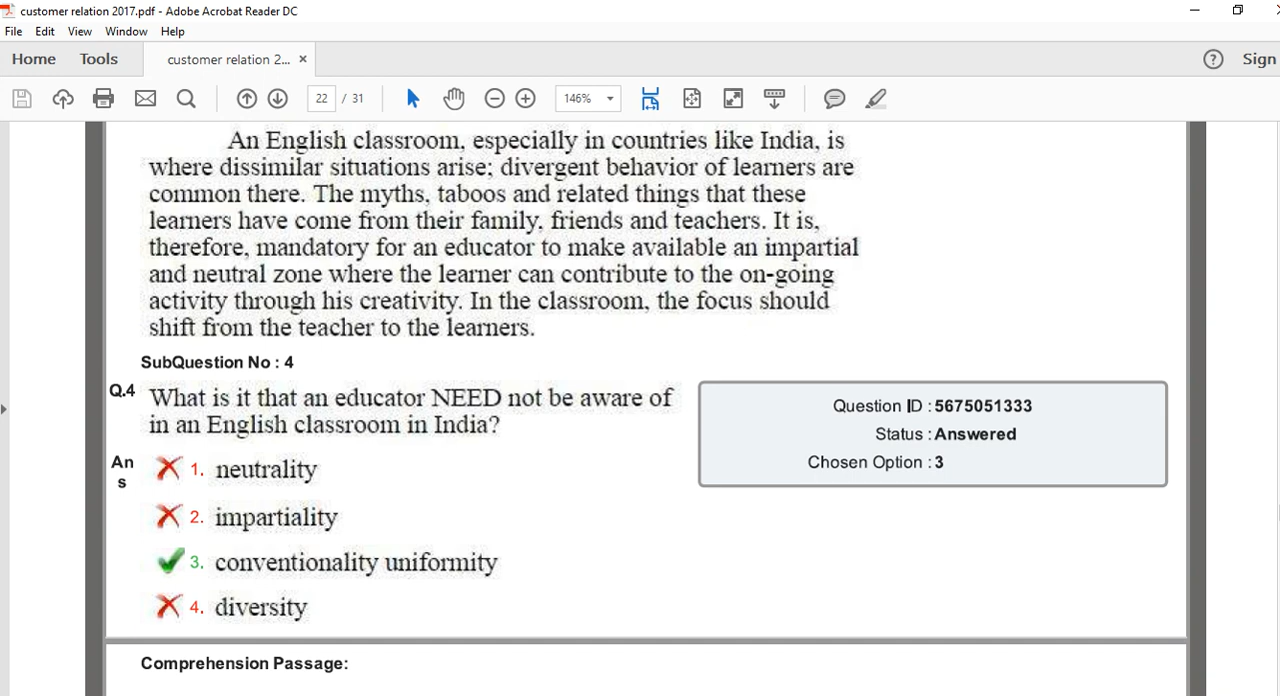 customer relation 2017.pdf - Adobe Acrobat Reader DC
File Edit View Window Help
Home Tools customer relation 2... × ? Sign
22 / 31 146%
An English classroom, especially in countries like India, is
where dissimilar situations arise; divergent behavior of learners are
common there. The myths, taboos and related things that these
learners have come from their family, friends and teachers. It is,
therefore, mandatory for an educator to make available an impartial
and neutral zone where the learner can contribute to the on-going
activity through his creativity. In the classroom, the focus should
shift from the teacher to the learners.
SubQuestion No : 4
Q.4 What is it that an educator NEED not be aware of
in an English classroom in India?
Question ID : 5675051333
Status : Answered
Chosen Option : 3
An
s
1. neutrality
2. impartiality
3. conventionality uniformity
4. diversity
Comprehension Passage: